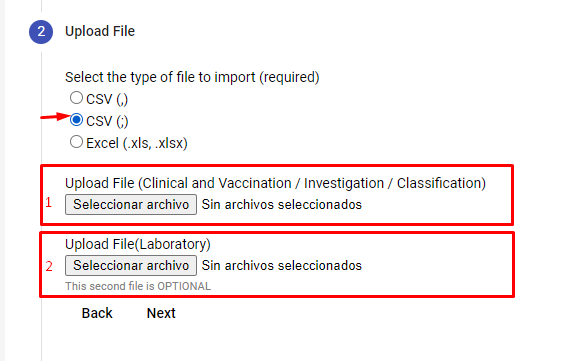 2 Upload File
Select the type of file to import (required)
CSV (,)
CSV (;)
Excel (.xls, .xlsx)
1
Upload File (Clinical and Vaccination / Investigation / Classification)
Seleccionar archivo Sin archivos seleccionados
2
Upload File(Laboratory)
Seleccionar archivo Sin archivos seleccionados
This second file is OPTIONAL
Back Next